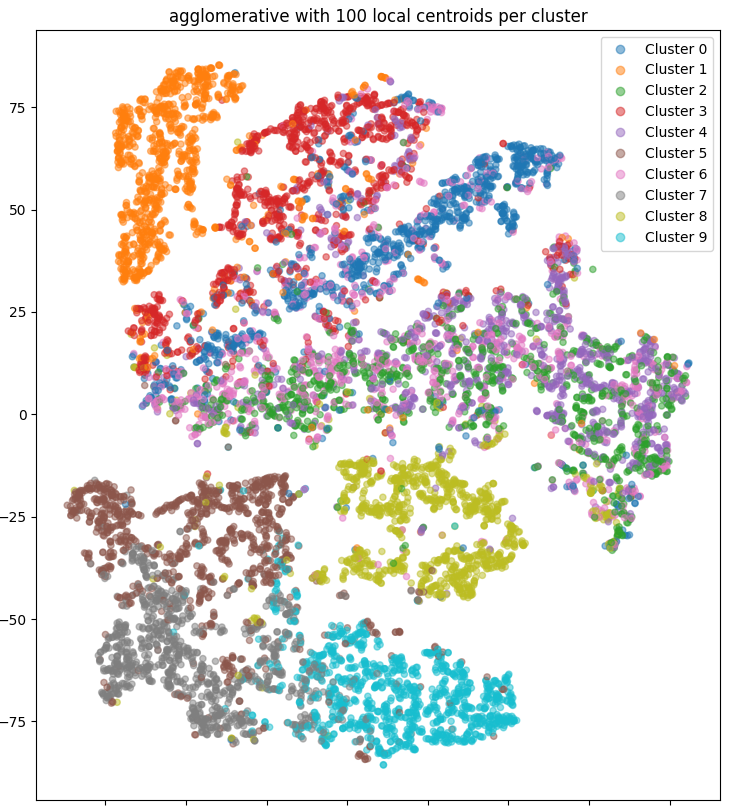 agglomerative with 100 local centroids per cluster
Cluster 0
Cluster 1
Cluster 2
Cluster 3
Cluster 4
Cluster 5
Cluster 6
Cluster 7
Cluster 8
Cluster 9
75
50
25
0
−25
−50
−75